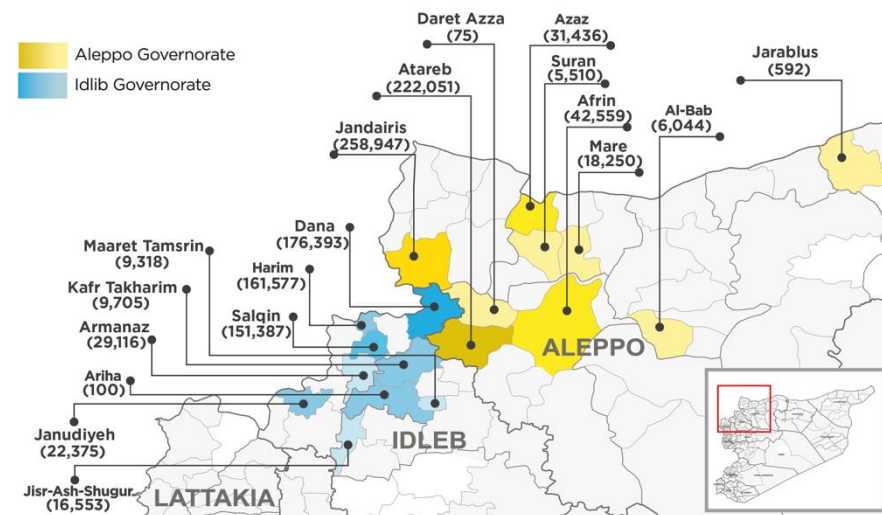 Aleppo Governorate
Idlib Governorate
Daret Azza
(75)
Azaz
(31,436)
Atareb
(222,051)
Suran
(5,510)
Jarablus
(592)
Afrin
(42,559)
Al-Bab
(6,044)
Jandairis
(258,947)
Mare
(18,250)
Dana
(176,393)
Maaret Tamsrin
(9,318)
Harim
(161,577)
Kafr Takharim
(9,705)
Salqin
(151,387)
Armanaz
(29,116)
ALEPPO
Ariha
(100)
Janudiyeh
(22,375)
IDLEB
Jisr-Ash-Shugur
(16,553)
LATTAKIA